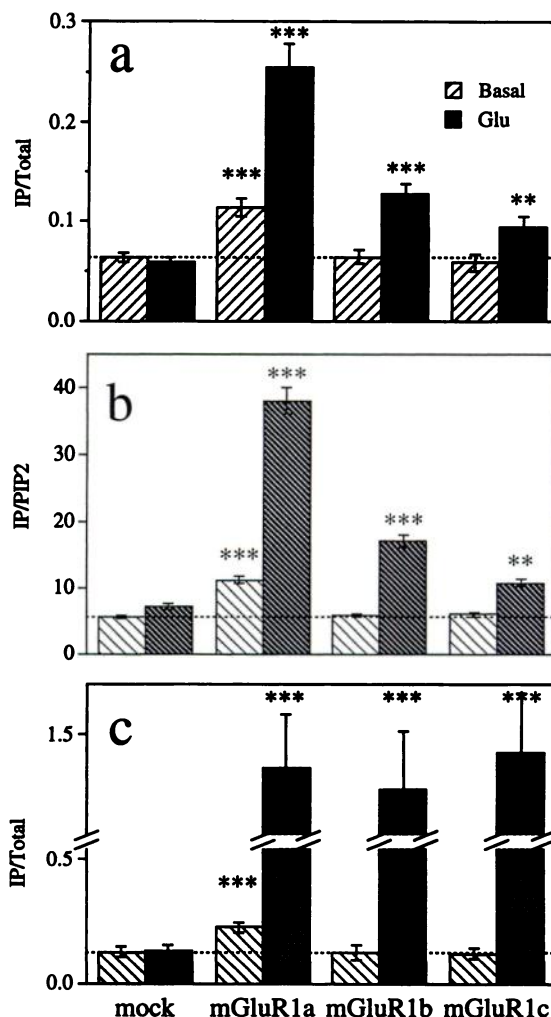 0.3
***
a
Basal
Glu
0.2
IP/Total
***
***
**
0.1
0.0
40
***
b
30
IP/PIP2
20
***
***
**
10
0
***
***
***
1.5
c
IP/Total
0.5
***
0.0
mock
mGluR1a
mGluR1b
mGluR1c